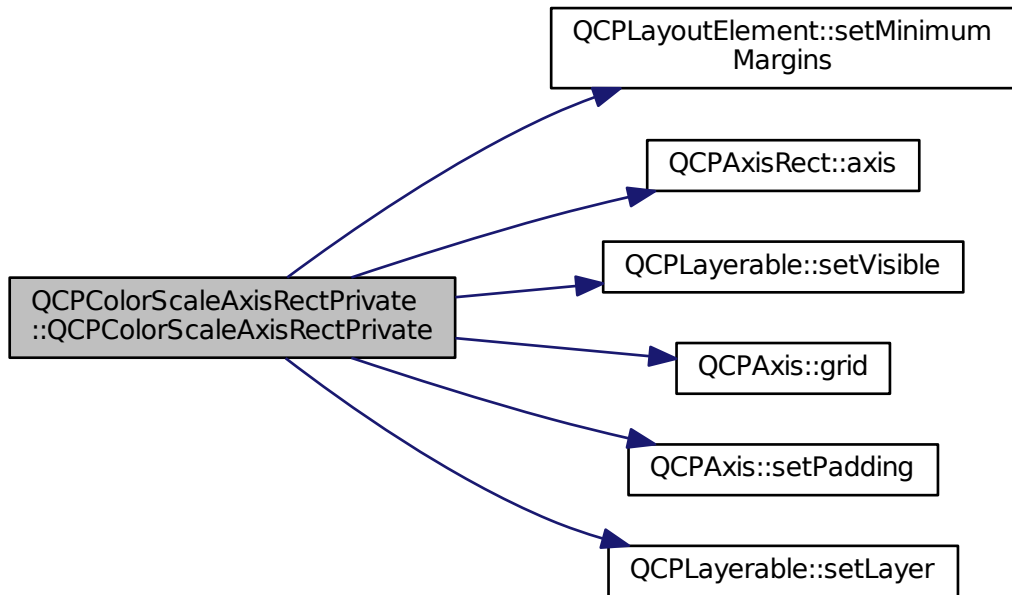 QCPLayoutElement::setMinimum
Margins
QCPAxisRect::axis
QCPLayerable::setVisible
QCPColorScaleAxisRectPrivate
::QCPColorScaleAxisRectPrivate
QCPAxis::grid
QCPAxis::setPadding
QCPLayerable::setLayer